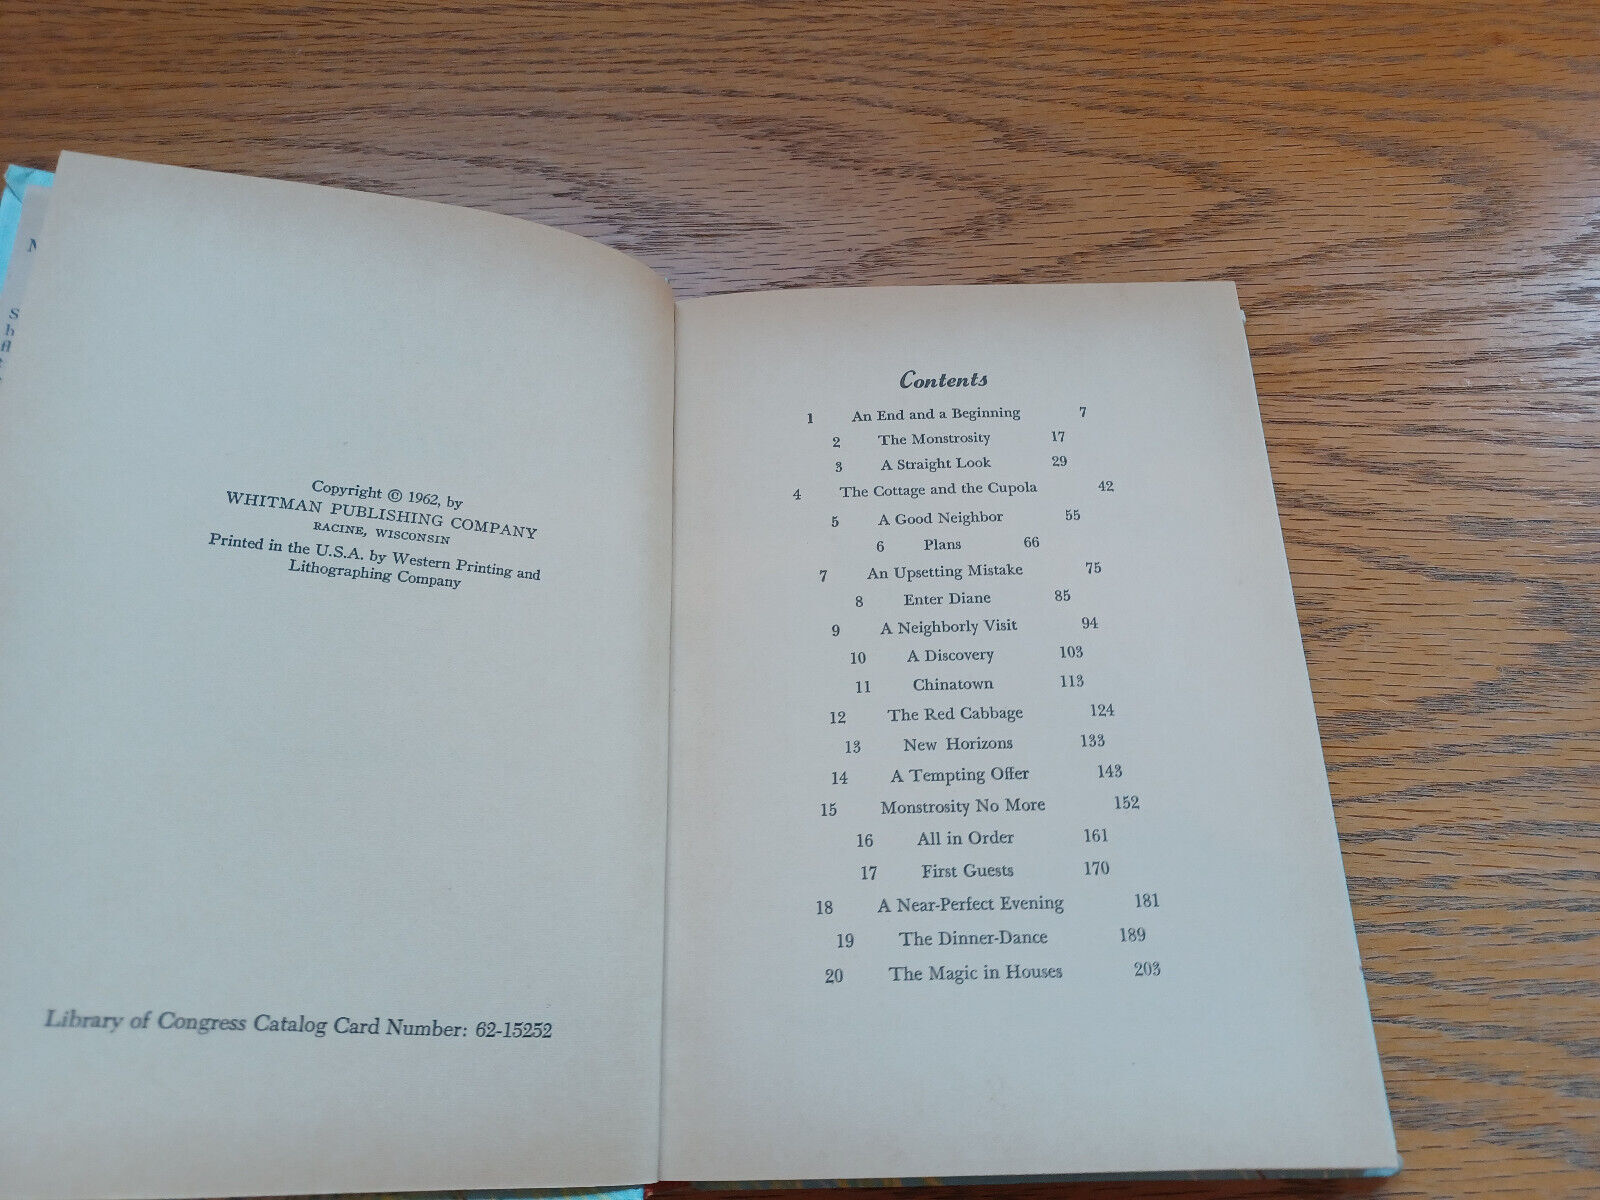 Copyright © 1962, by
WHITMAN PUBLISHING COMPANY
RACINE, WISCONSIN
Printed in the U.S.A. by Western Printing and
Lithographing Company
Library of Congress Catalog Card Number: 62-15252
Contents
1 An End and a Beginning 7
2 The Monstrosity 17
3 A Straight Look 29
4 The Cottage and the Cupola 42
5 A Good Neighbor 55
6 Plans 66
7 An Upsetting Mistake 75
8 Enter Diane 85
9 A Neighborly Visit 94
10 A Discovery 103
11 Chinatown 113
12 The Red Cabbage 124
13 New Horizons 133
14 A Tempting Offer 143
15 Monstrosity No More 152
16 All in Order 161
17 First Guests 170
18 A Near-Perfect Evening 181
19 The Dinner-Dance 189
20 The Magic in Houses 203